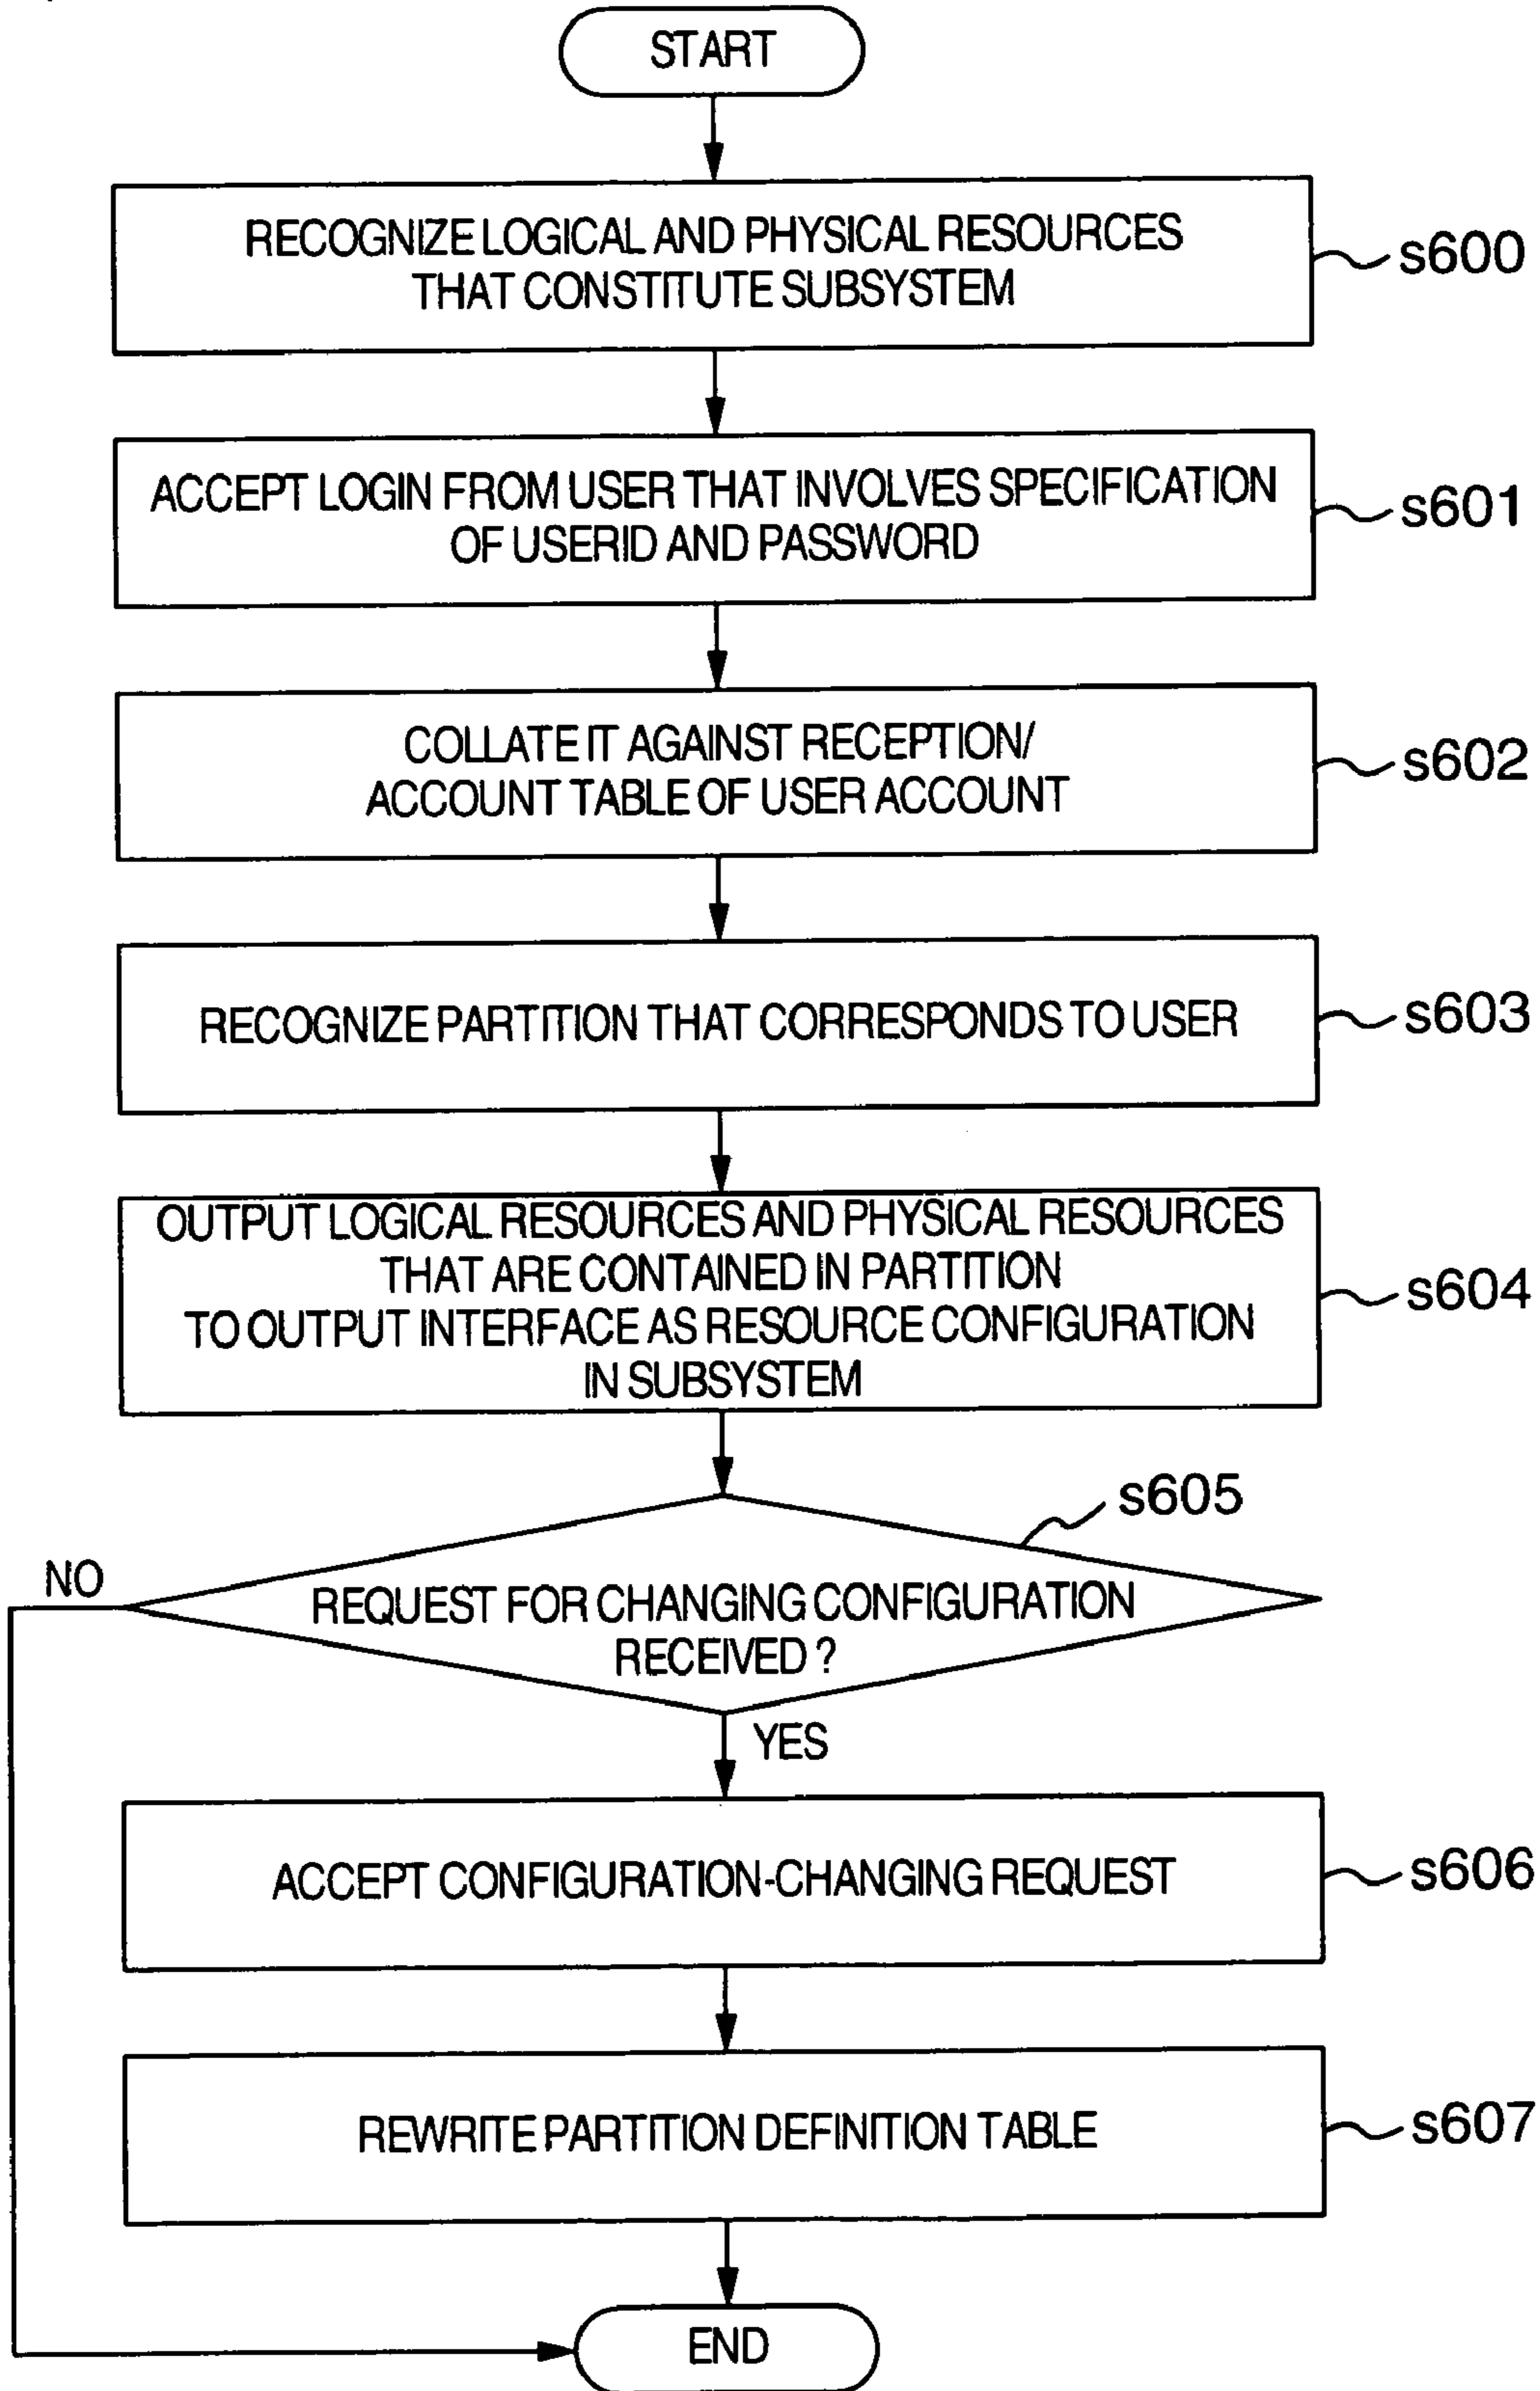 START
RECOGNIZE LOGICAL AND PHYSICAL RESOURCES
THAT CONSTITUTE SUBSYSTEM
s600
ACCEPT LOGIN FROM USER THAT INVOLVES SPECIFICATION
OF USERID AND PASSWORD
s601
COLLATE IT AGAINST RECEPTION/
ACCOUNT TABLE OF USER ACCOUNT
s602
RECOGNIZE PARTITION THAT CORRESPONDS TO USER
s603
OUTPUT LOGICAL RESOURCES AND PHYSICAL RESOURCES
THAT ARE CONTAINED IN PARTITION
TO OUTPUT INTERFACE AS RESOURCE CONFIGURATION
IN SUBSYSTEM
s604
s605
NO
REQUEST FOR CHANGING CONFIGURATION
RECEIVED ?
YES
ACCEPT CONFIGURATION-CHANGING REQUEST
s606
REWRITE PARTITION DEFINITION TABLE
s607
END